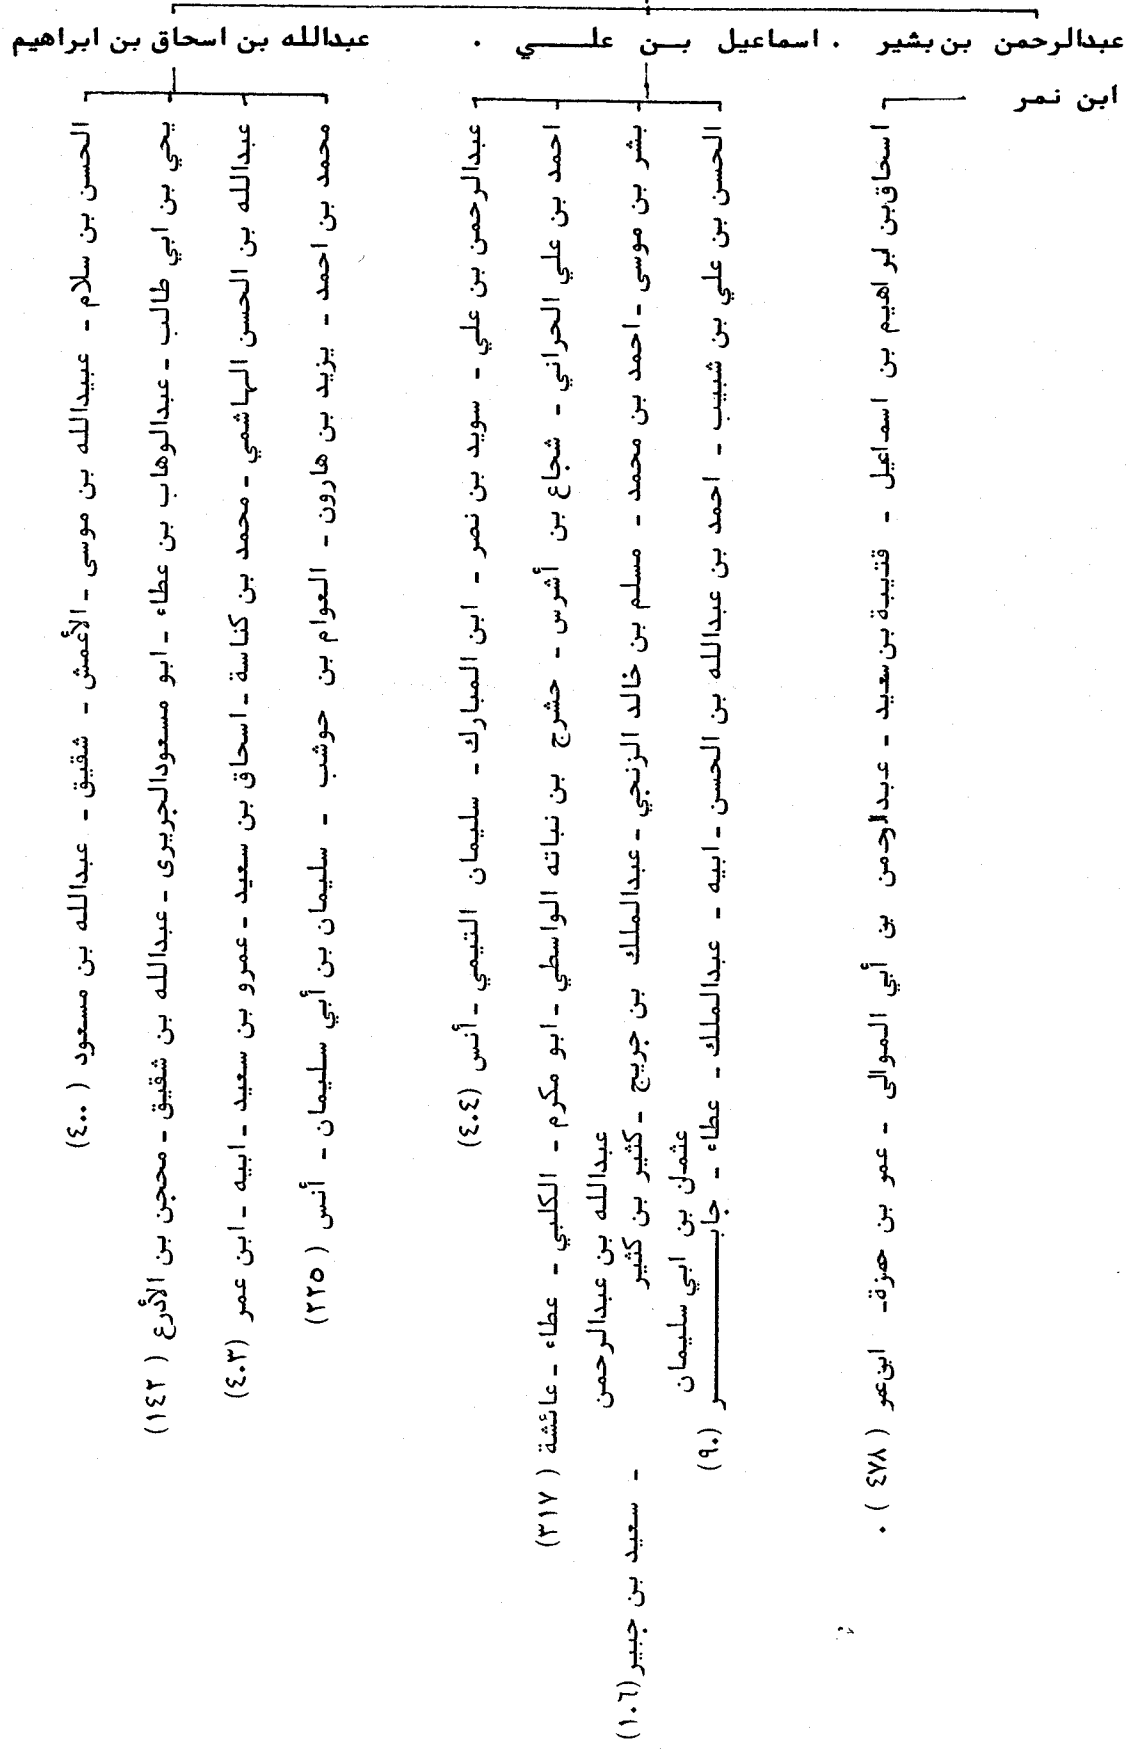 عبدالرحمن بن بشير . اسماعيل بــن علــــي . عبدالله بن اسحاق بن ابراهيم
ابن نمر
اسحاق بن ابراهيم بن اسماعيل - قتيبة بن سعيد - عبدالرحمن بن أبي الموالى - عمر بن حمزة - ابن عمر ( ٤٧٨ ) .
الحسن بن علي بن شبيب - احمد بن عبدالله بن الحسن - ابيه - عبدالملك - عطاء - جابــــــــر (٩٠)
عثمان بن ابي سليمان
بشر بن موسى - احمد بن محمد - مسلم بن خالد الزنجي - عبدالملك بن جريج - كثير بن كثير - سعيد بن جبير (١٠٦)
عبدالله بن عبدالرحمن
احمد بن علي الحراني - شجاع بن أشرس - حشرج بن نباته الواسطي - ابو مكرم - الكلبي - عطاء - عائشة ( ٣١٧)
عبدالرحمن بن علي - سويد بن نصر - ابن المبارك - سليمان التيمي - أنس (٤٠٤)
محمد بن احمد - يزيد بن هارون - العوام بن حوشب - سليمان بن أبي سليمان - أنس ( ٢٢٥)
عبدالله بن الحسن الهاشمي - محمد بن كناسة - اسحاق بن سعيد - عمرو بن سعيد - ابيه - ابن عمر (٤٠٣)
يحي بن ابي طالب - عبدالوهاب بن عطاء - ابو مسعود الجريرى - عبدالله بن شقيق - محجن بن الأدرع ( ١٤٢)
الحسن بن سلام - عبيدالله بن موسى - الأعمش - شقيق - عبدالله بن مسعود ( ٤٠٠)